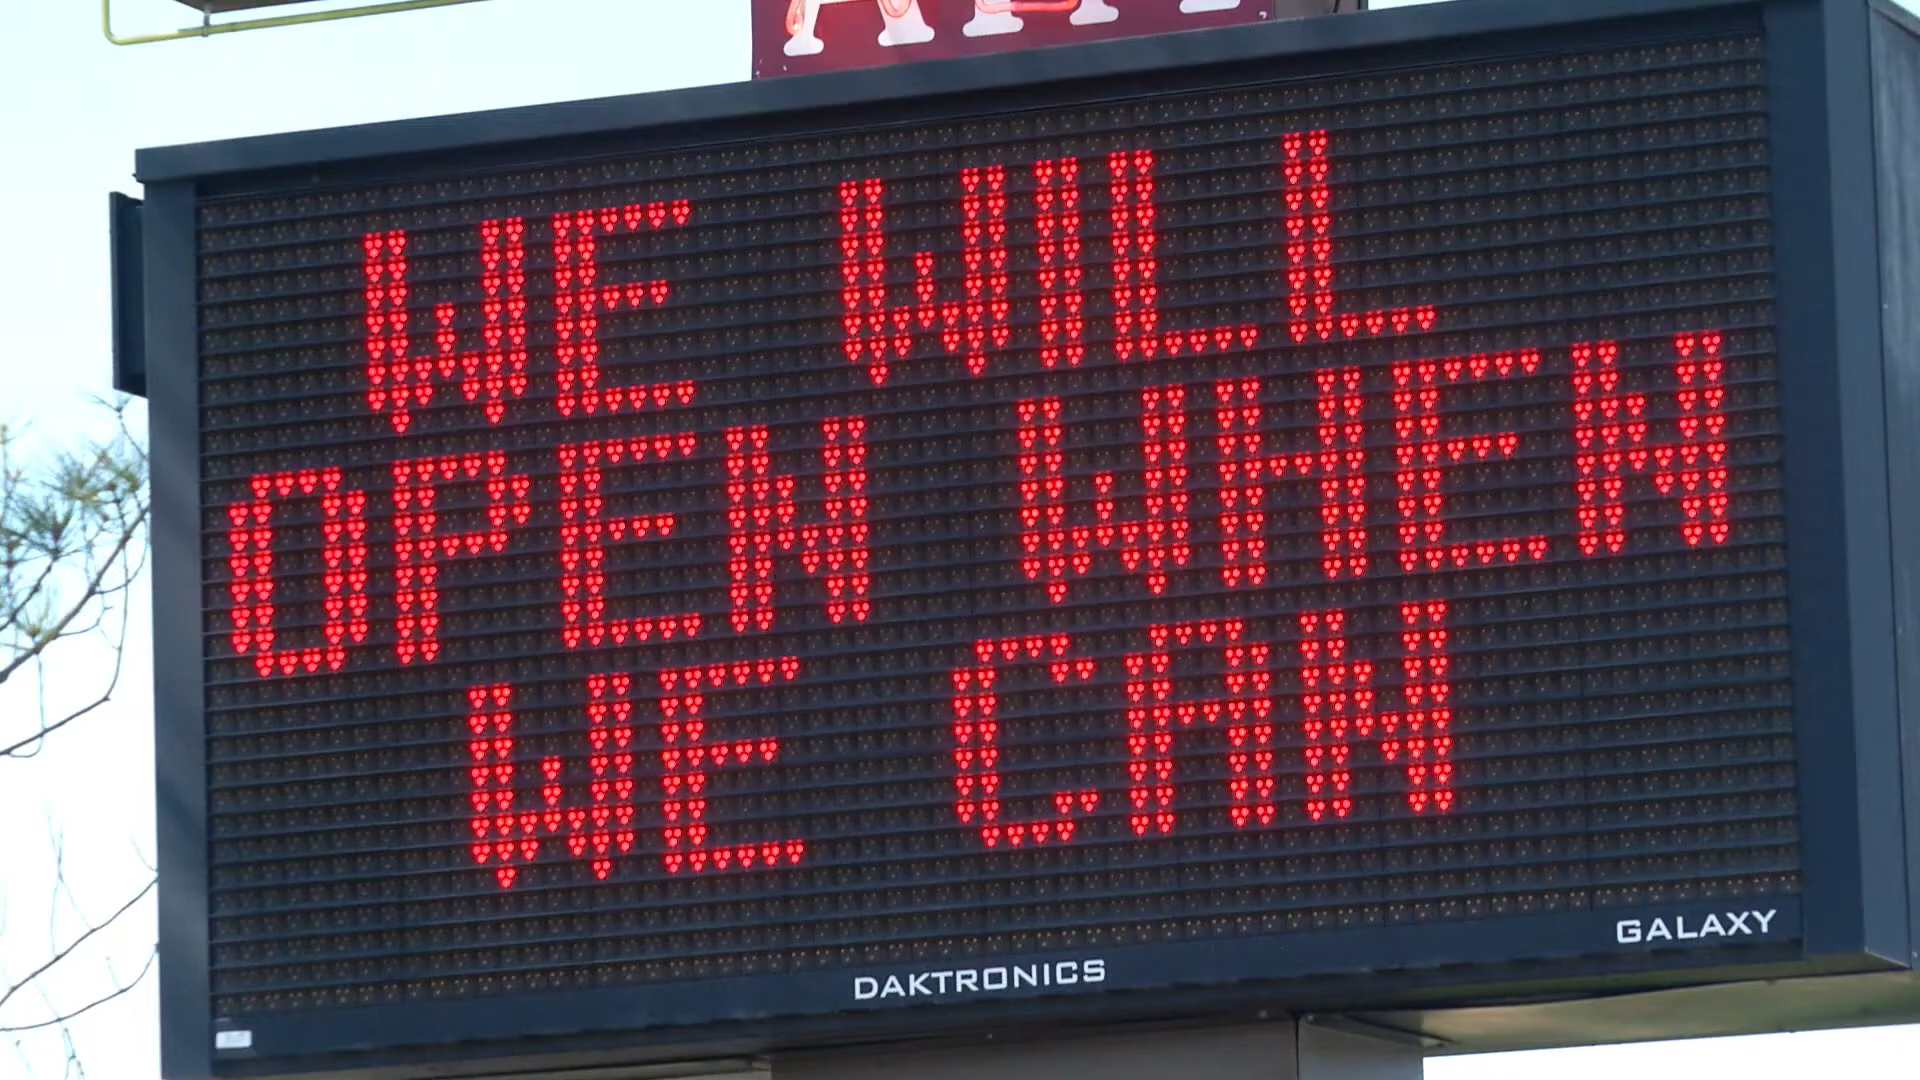 WE WILL
OPEN WHEN
WE CAN
DAKTRONICS
GALAXY